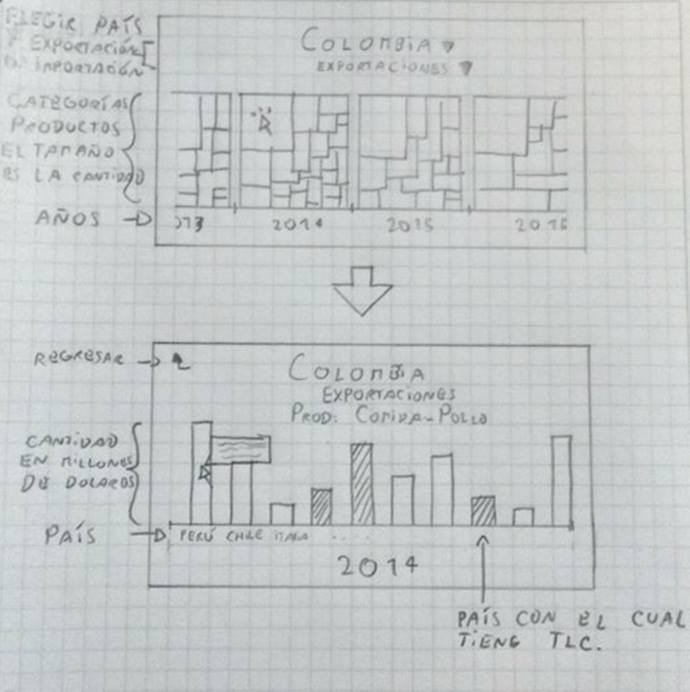 ELEGIR PAÍS
Y EXPORTACIÓN
O IMPORTACIÓN
COLOMBIA
EXPORTACIONES
CATEGORÍAS
PRODUCTOS
EL TAMAÑO
ES LA CANTIDAD
AÑOS
2014
2015
2016
REGRESAR
COLOMBIA
EXPORTACIONES
PROD: COMIDA-POLLO
CANTIDAD
EN MILLONES
DE DOLARES
PAÍS
PERÚ CHILE .....
2014
PAÍS CON EL CUAL
TIENE TLC.